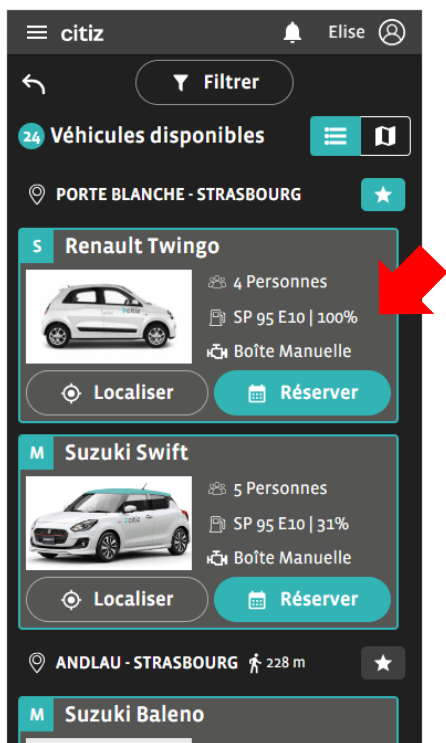 citiz
Elise
Filtrer
24 Véhicules disponibles
PORTE BLANCHE - STRASBOURG
S Renault Twingo
4 Personnes
SP 95 E10 | 100%
Boîte Manuelle
Localiser
Réserver
M Suzuki Swift
5 Personnes
SP 95 E10 | 31%
Boîte Manuelle
Localiser
Réserver
ANDLAU - STRASBOURG 228 m
M Suzuki Baleno